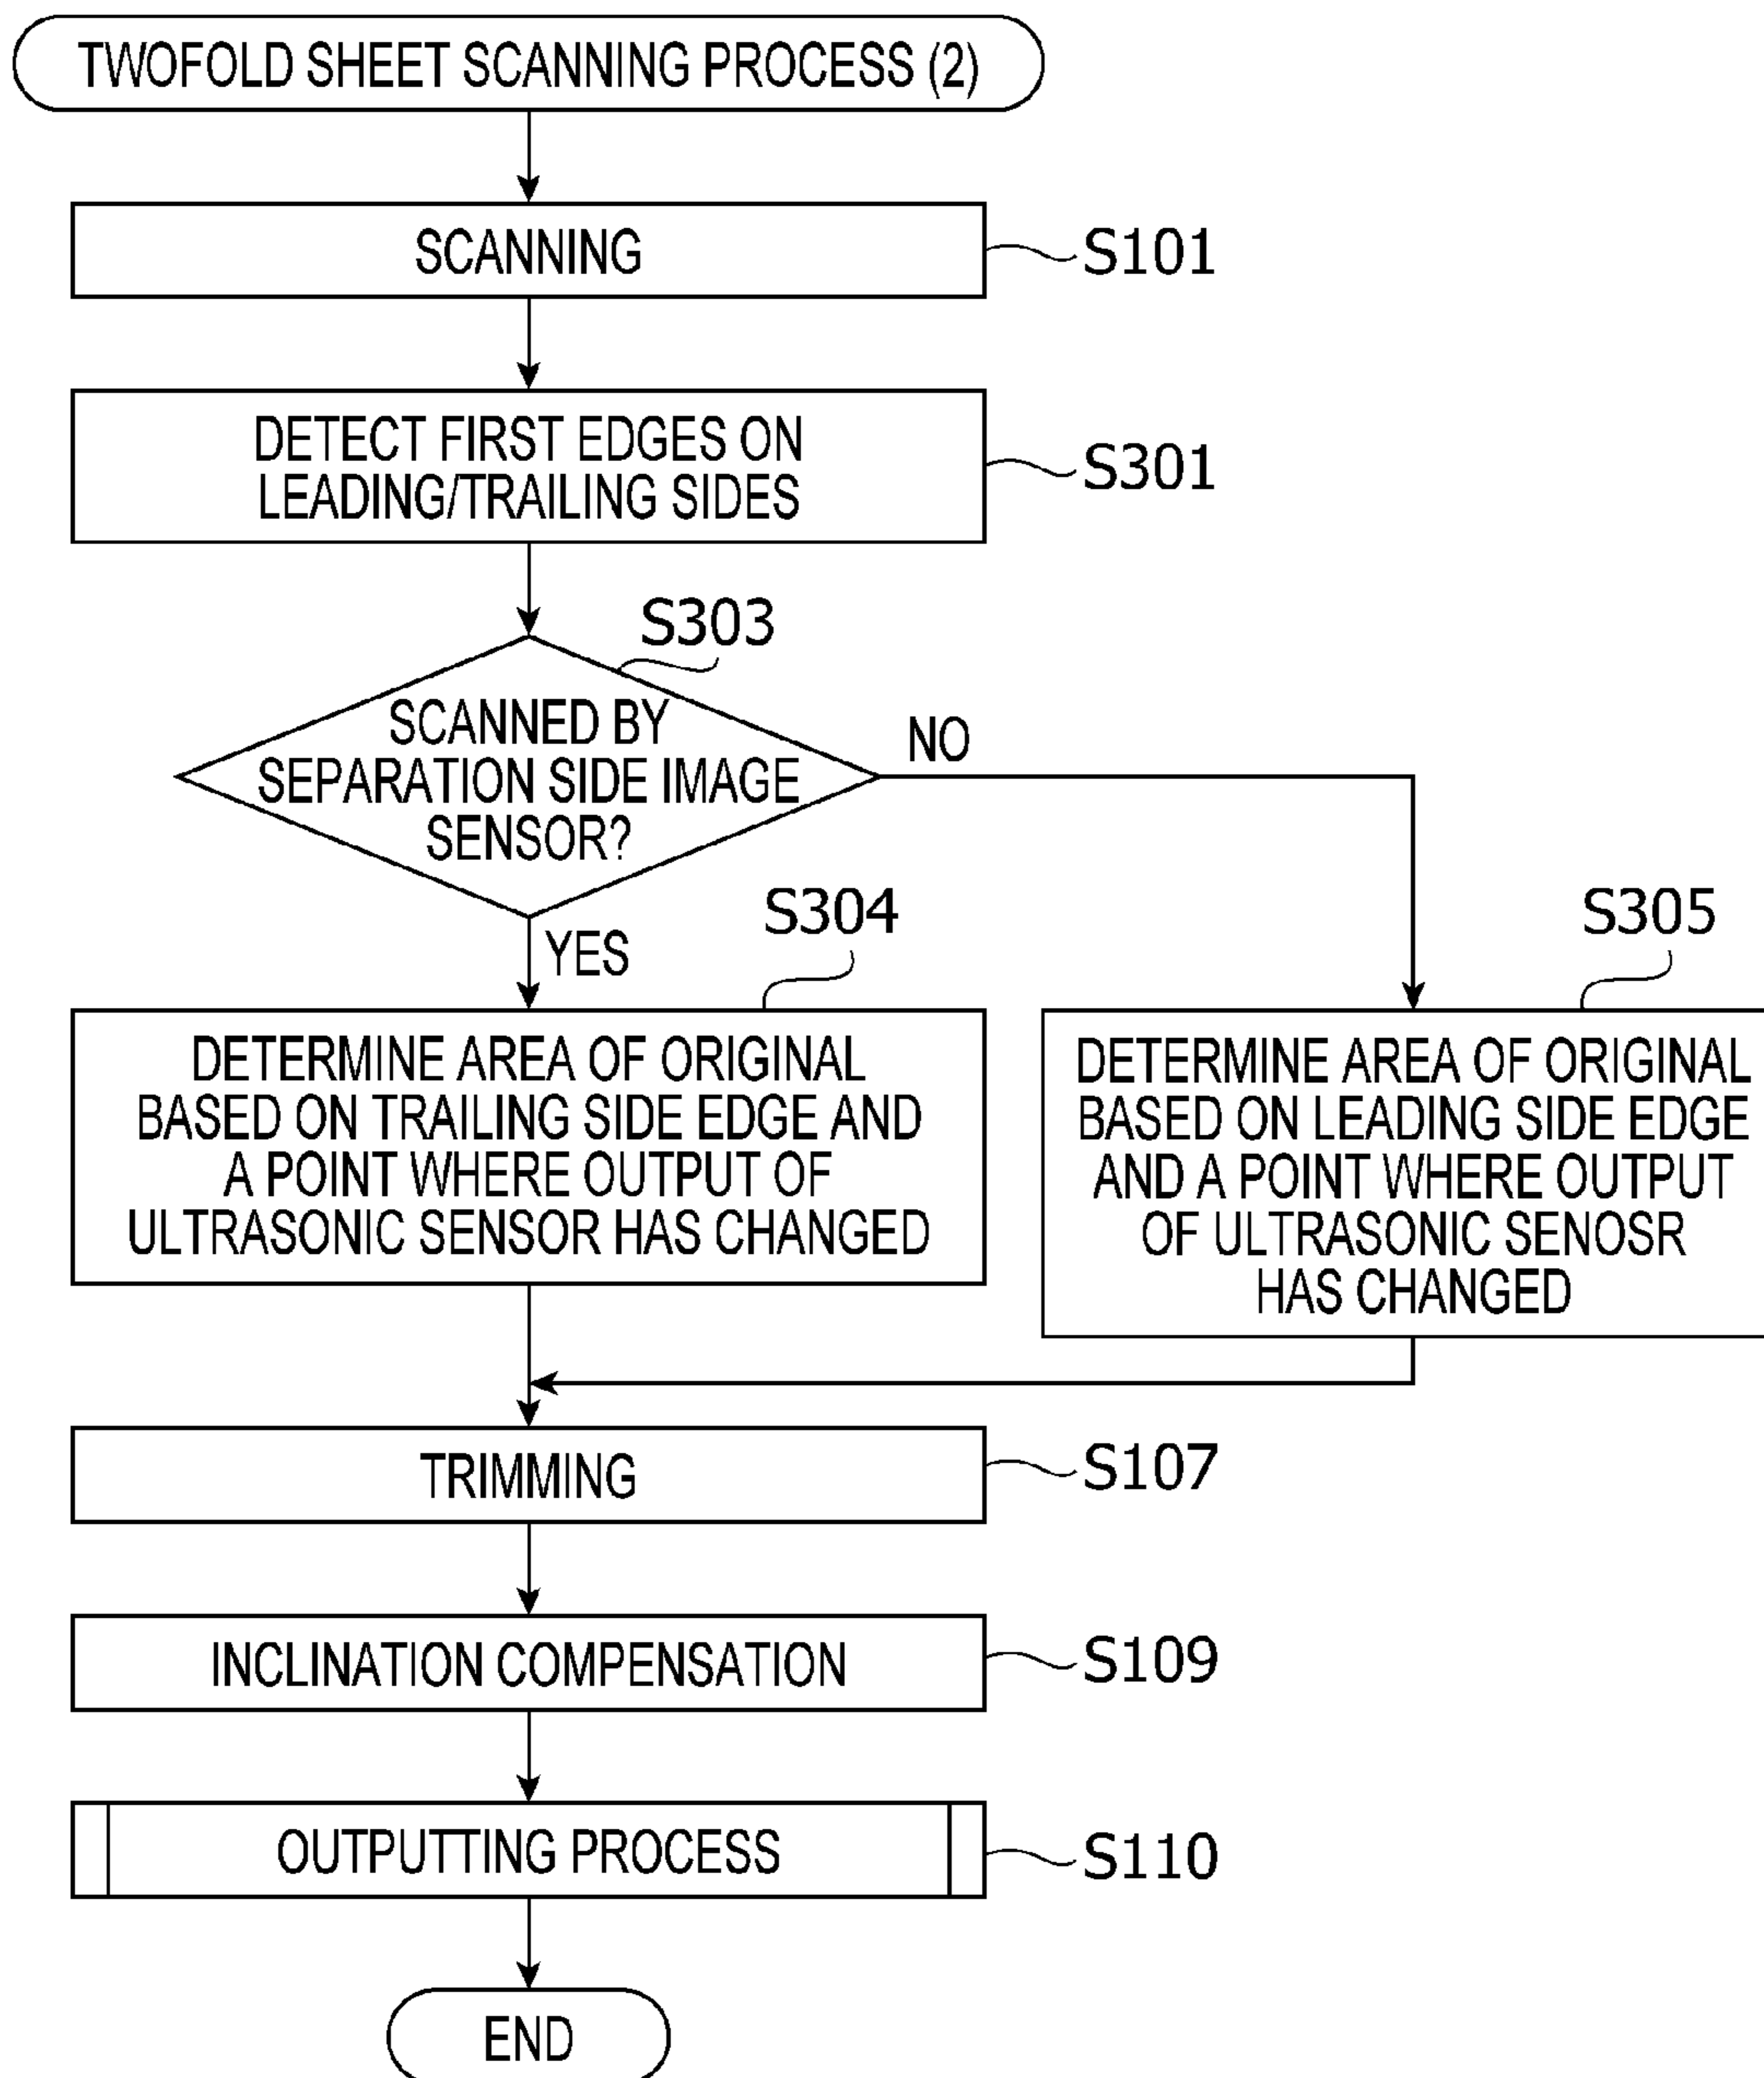 TWOFOLD SHEET SCANNING PROCESS (2)
SCANNING
S101
DETECT FIRST EDGES ON
LEADING/TRAILING SIDES
S301
S303
SCANNED BY
SEPARATION SIDE IMAGE
SENSOR?
NO
YES
S304
DETERMINE AREA OF ORIGINAL
BASED ON TRAILING SIDE EDGE AND
A POINT WHERE OUTPUT OF
ULTRASONIC SENSOR HAS CHANGED
S305
DETERMINE AREA OF ORIGINAL
BASED ON LEADING SIDE EDGE
AND A POINT WHERE OUTPUT
OF ULTRASONIC SENOSR
HAS CHANGED
TRIMMING
S107
INCLINATION COMPENSATION
S109
OUTPUTTING PROCESS
S110
END